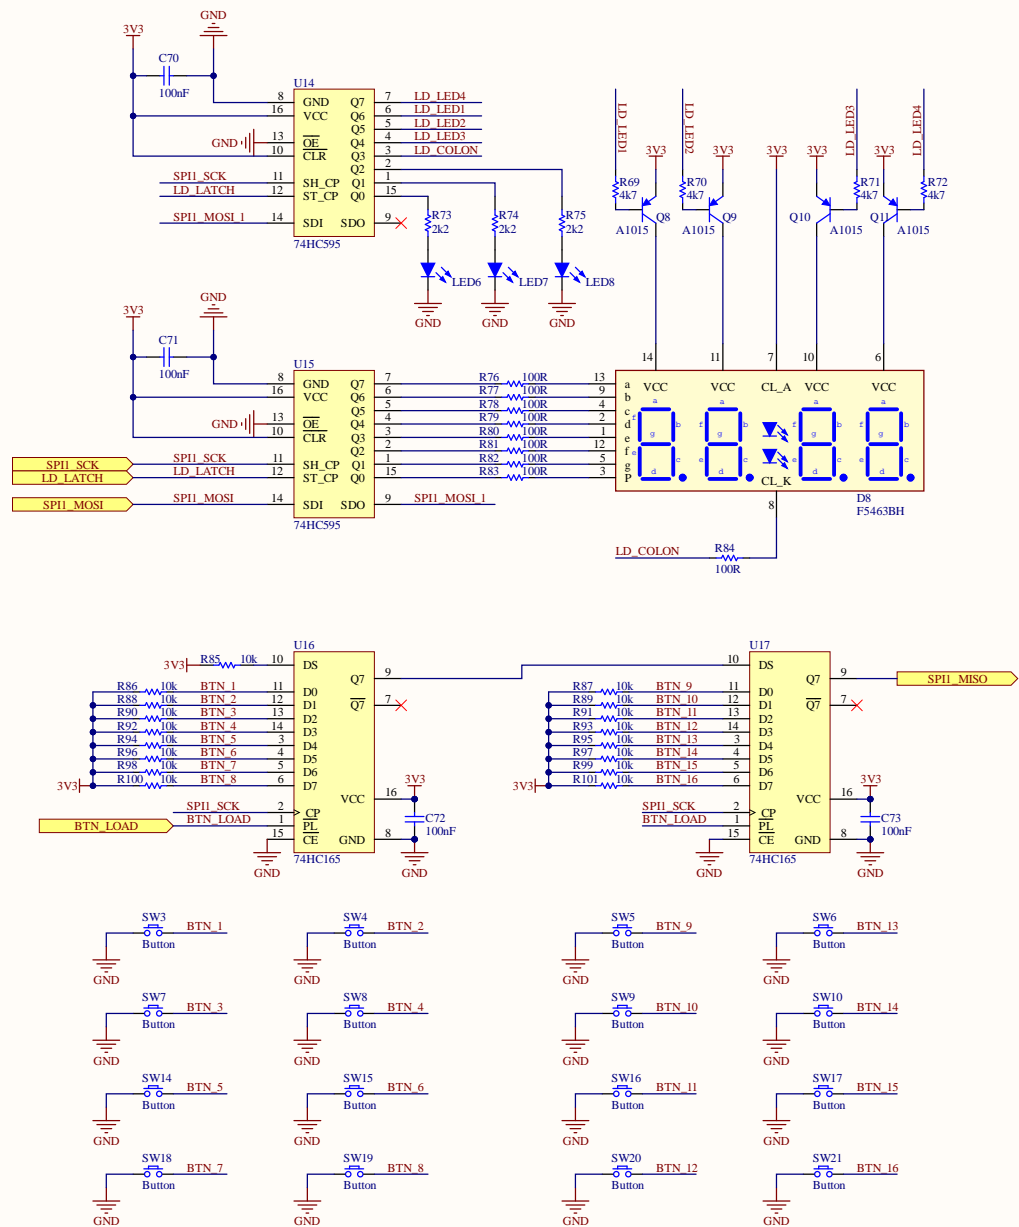 GND
3V3
C70
100nF
U14
8 GND Q7 7 LD_LED4
16 VCC Q6 6 LD_LED1
Q5 5 LD_LED2
GND 13 OE Q4 4 LD_LED3
10 CLR Q3 3 LD_COLON
Q2 2
SPI1_SCK 11 SH_CP Q1 1
LD_LATCH 12 ST_CP Q0 15
SPI1_MOSI_1 14 SDI SDO 9
74HC595
R73 R74 R75
2k2 2k2 2k2
LED6 LED7 LED8
GND GND GND
LD_LED1 LD_LED2 LD_LED3 LD_LED4
3V3 3V3 3V3 3V3 3V3
R69 R70 R71 R72
4k7 4k7 4k7 4k7
Q8 Q9 Q10 Q11
A1015 A1015 A1015 A1015
GND
3V3
C71
100nF
U15
8 GND Q7 7 R76 100R 13 a
16 VCC Q6 6 R77 100R 9 b
Q5 5 R78 100R 4 c
GND 13 OE Q4 4 R79 100R 2 d
10 CLR Q3 3 R80 100R 1 e
Q2 2 R81 100R 12 f
SPI1_SCK SPI1_SCK 11 SH_CP Q1 1 R82 100R 5 g
LD_LATCH LD_LATCH 12 ST_CP Q0 15 R83 100R 3 P
SPI1_MOSI SPI1_MOSI 14 SDI SDO 9 SPI1_MOSI_1
74HC595
14 11 7 10 6
VCC VCC CL_A VCC VCC
a a a a
f b f b f b f b
g g g g
e c e c e c e c
d d d d
CL_K
8
D8
F5463BH
LD_COLON R84
100R
U16
3V3 R85 10k 10 DS
Q7 9
R86 10k BTN_1 11 D0
R88 10k BTN_2 12 D1 Q7 7
R90 10k BTN_3 13 D2
R92 10k BTN_4 14 D3
R94 10k BTN_5 3 D4
R96 10k BTN_6 4 D5
R98 10k BTN_7 5 D6
3V3 R100 10k BTN_8 6 D7
3V3
VCC 16
SPI1_SCK 2 CP
C72
100nF
BTN_LOAD BTN_LOAD 1 PL
15 CE GND 8
GND 74HC165 GND
U17
10 DS
Q7 9 SPI1_MISO
R87 10k BTN_9 11 D0
R89 10k BTN_10 12 D1 Q7 7
R91 10k BTN_11 13 D2
R93 10k BTN_12 14 D3
R95 10k BTN_13 3 D4
R97 10k BTN_14 4 D5
R99 10k BTN_15 5 D6
3V3 R101 10k BTN_16 6 D7
3V3
VCC 16
SPI1_SCK 2 CP
C73
100nF
BTN_LOAD 1 PL
15 CE GND 8
GND 74HC165 GND
SW3 BTN_1 SW4 BTN_2 SW5 BTN_9 SW6 BTN_13
Button Button Button Button
GND GND GND GND
SW7 BTN_3 SW8 BTN_4 SW9 BTN_10 SW10 BTN_14
Button Button Button Button
GND GND GND GND
SW14 BTN_5 SW15 BTN_6 SW16 BTN_11 SW17 BTN_15
Button Button Button Button
GND GND GND GND
SW18 BTN_7 SW19 BTN_8 SW20 BTN_12 SW21 BTN_16
Button Button Button Button
GND GND GND GND